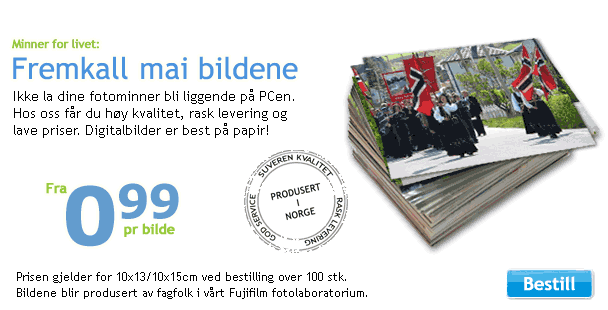 Minner for livet:
Fremkall mai bildene
Ikke la dine fotominner bli liggende på PCen.
Hos oss får du høy kvalitet, rask levering og
lave priser. Digitalbilder er best på papir!
Fra
0.99
pr bilde
SUVEREN KVALITET
GOD SERVICE
RASK LEVERING
PRODUSERT
I
NORGE
Prisen gjelder for 10x13/10x15cm ved bestilling over 100 stk.
Bildene blir produsert av fagfolk i vårt Fujifilm fotolaboratorium.
Bestill